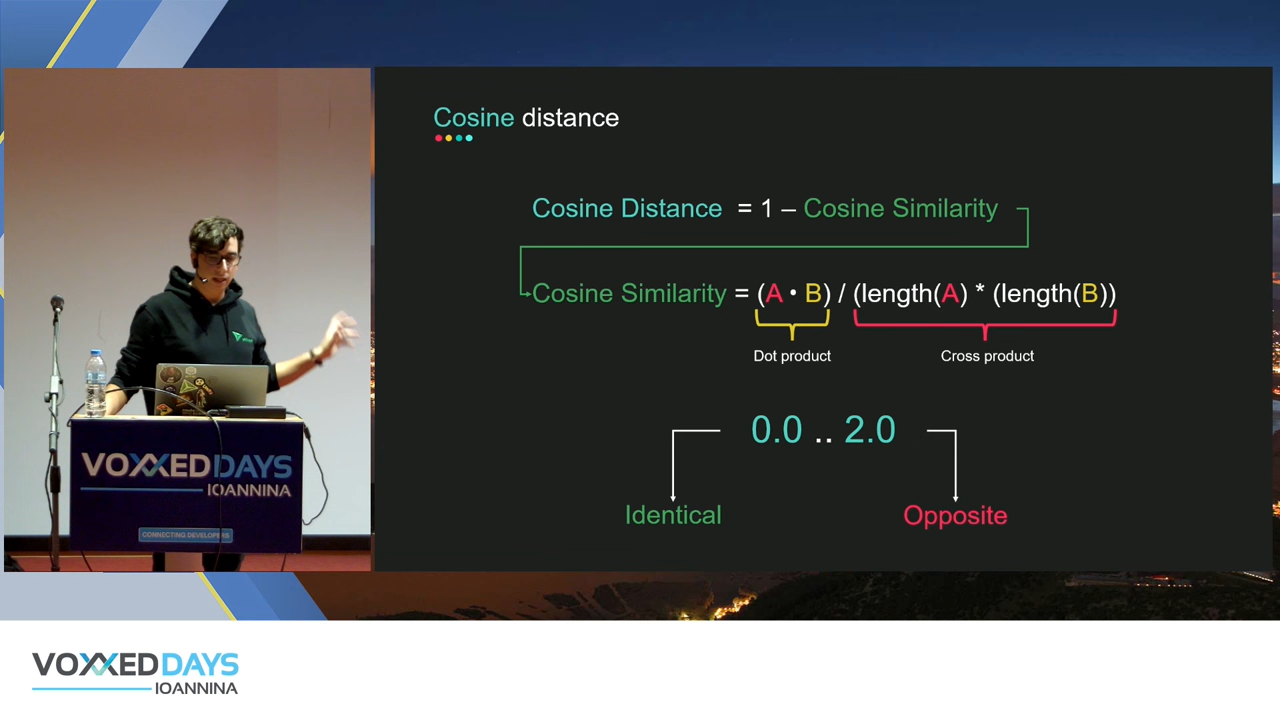 Cosine distance
Cosine Distance = 1 – Cosine Similarity
Cosine Similarity = (A • B) / (length(A) * (length(B))
Dot product
Cross product
0.0 .. 2.0
Identical
Opposite
VOXXED DAYS
IOANNINA
CONNECTING DEVELOPERS
VOXXED DAYS
IOANNINA